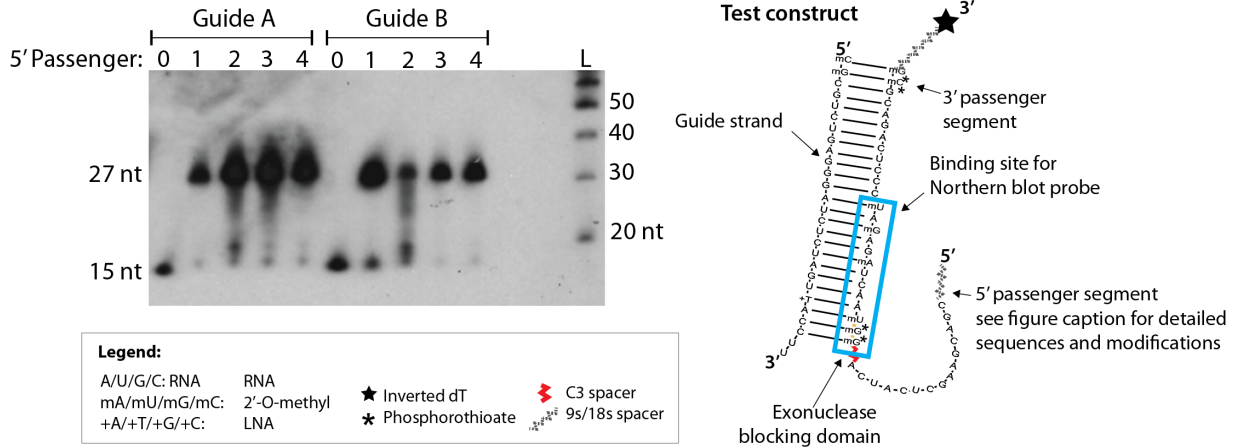 Guide A Guide B
5' Passenger: 0 1 2 3 4 0 1 2 3 4 L
50
40
27 nt 30
20 nt
15 nt
Legend:
A/U/G/C: RNA RNA
mA/mU/mG/mC: 2'-O-methyl
+A/+T/+G/+C: LNA
Inverted dT
* Phosphorothioate
C3 spacer
9s/18s spacer
Test construct
3'
5'
3' passenger
segment
Guide strand
Binding site for
Northern blot probe
5'
5' passenger segment
see figure caption for detailed
sequences and modifications
3'
Exonuclease
blocking domain